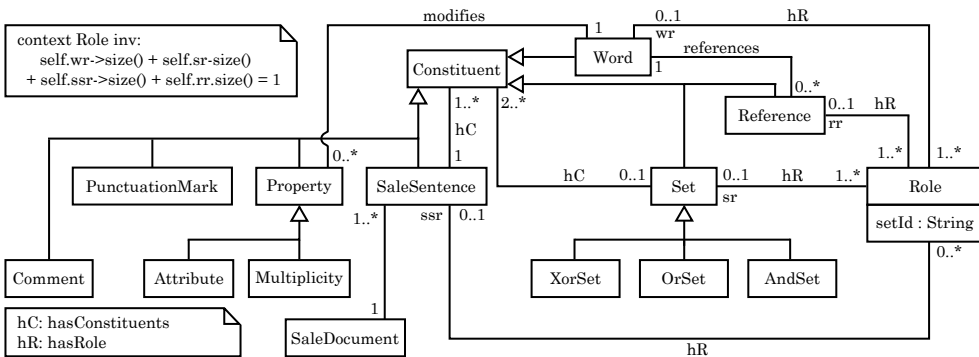 context Role inv:
self.wr->size() + self.sr-size()
+ self.ssr->size() + self.rr.size() = 1
modifies
1
Word
0..1
wr
hR
references
1
Constituent
1..*
2..*
0..*
Reference
0..1
rr
hR
hC
1
0..*
1..*
1..*
PunctuationMark
Property
SaleSentence
hC
0..1
Set
0..1
sr
hR
1..*
Role
setId : String
1..*
ssr
0..1
0..*
Comment
Attribute
Multiplicity
XorSet
OrSet
AndSet
hC: hasConstituents
hR: hasRole
1
SaleDocument
hR